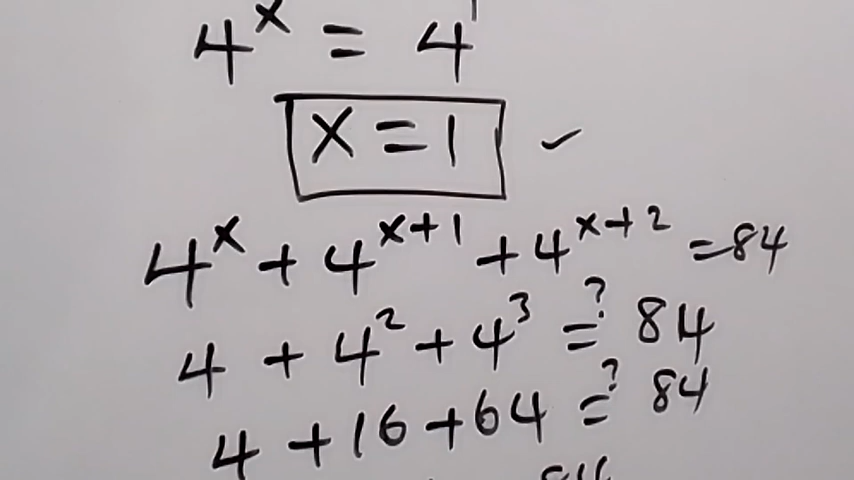 4^x = 4^1
x = 1 ✓
4^x + 4^{x+1} + 4^{x+2} = 84
4 + 4^2 + 4^3 =? 84
4 + 16 + 64 =? 84
84